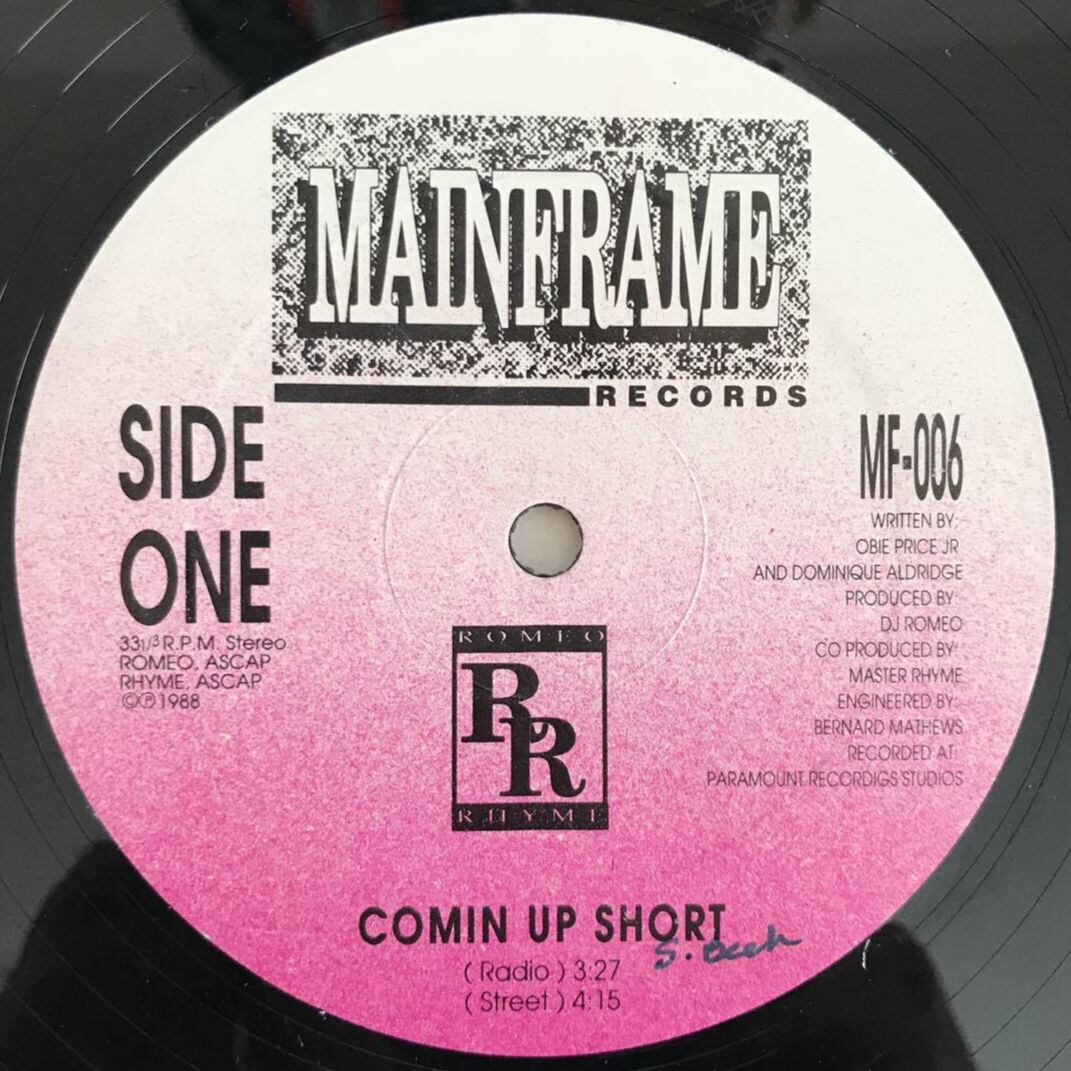 MAINFRAME
RECORDS
SIDE
ONE
33 1/3 R.P.M. Stereo
ROMEO, ASCAP
RHYME, ASCAP
©℗1988
MF-006
WRITTEN BY:
OBIE PRICE JR
AND DOMINIQUE ALDRIDGE
PRODUCED BY:
DJ ROMEO
CO PRODUCED BY:
MASTER RHYME
ENGINEERED BY:
BERNARD MATHEWS
RECORDED AT:
PARAMOUNT RECORDIGS STUDIOS
ROMEO
RR
RHYME
COMIN UP SHORT
(Radio) 3:27
(Street) 4:15